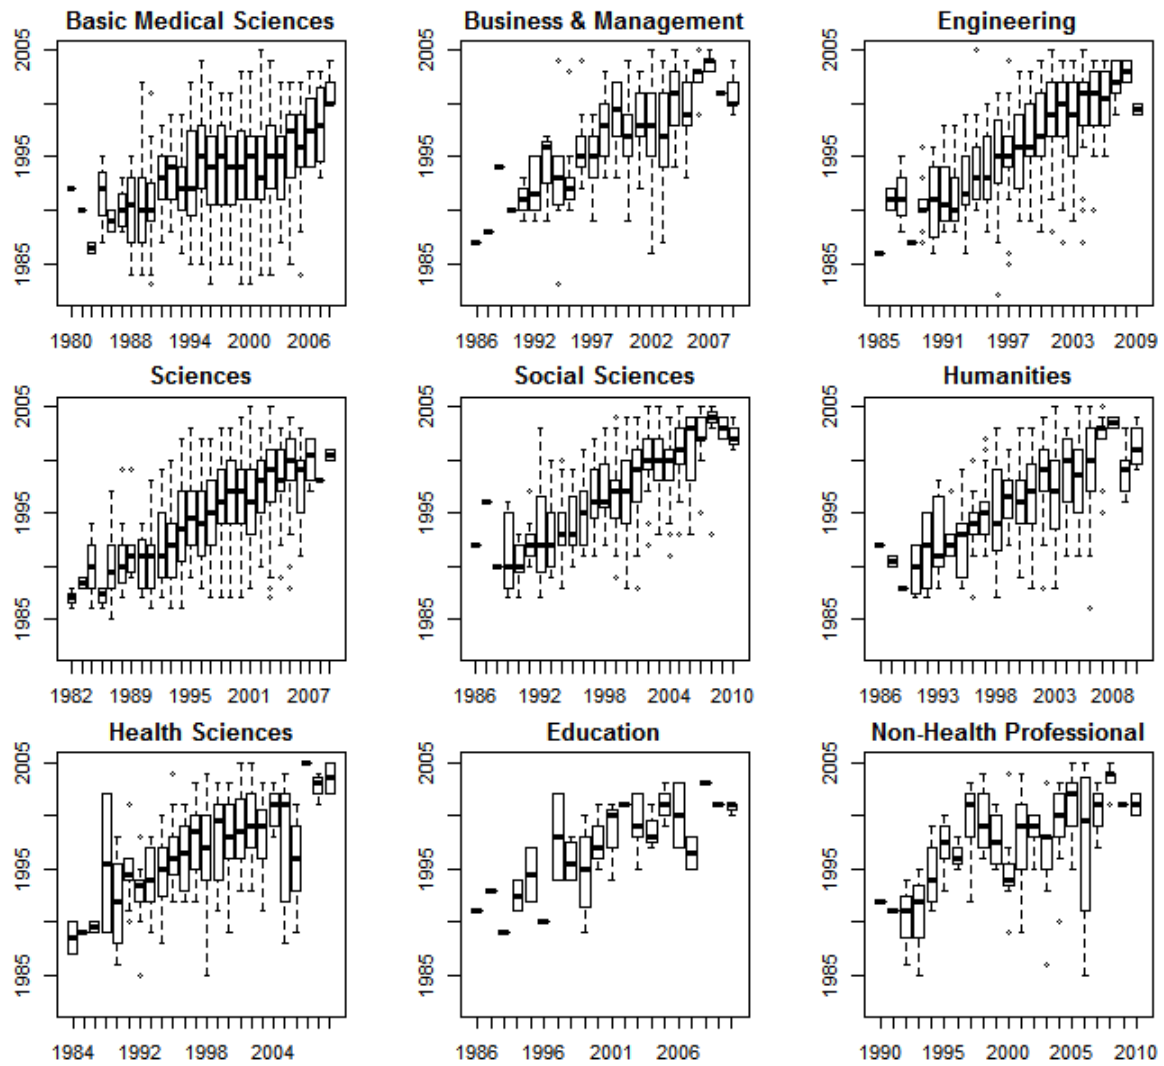 Basic Medical Sciences
2005
1995
1985
1980 1988 1994 2000 2006
Business & Management
2005
1995
1985
1986 1992 1997 2002 2007
Engineering
2005
1995
1985
1985 1991 1997 2003 2009
Sciences
2005
1995
1985
1982 1989 1995 2001 2007
Social Sciences
2005
1995
1985
1986 1992 1998 2004 2010
Humanities
2005
1995
1985
1986 1993 1998 2003 2008
Health Sciences
2005
1995
1985
1984 1992 1998 2004
Education
2005
1995
1985
1986 1996 2001 2006
Non-Health Professional
2005
1995
1985
1990 1995 2000 2005 2010